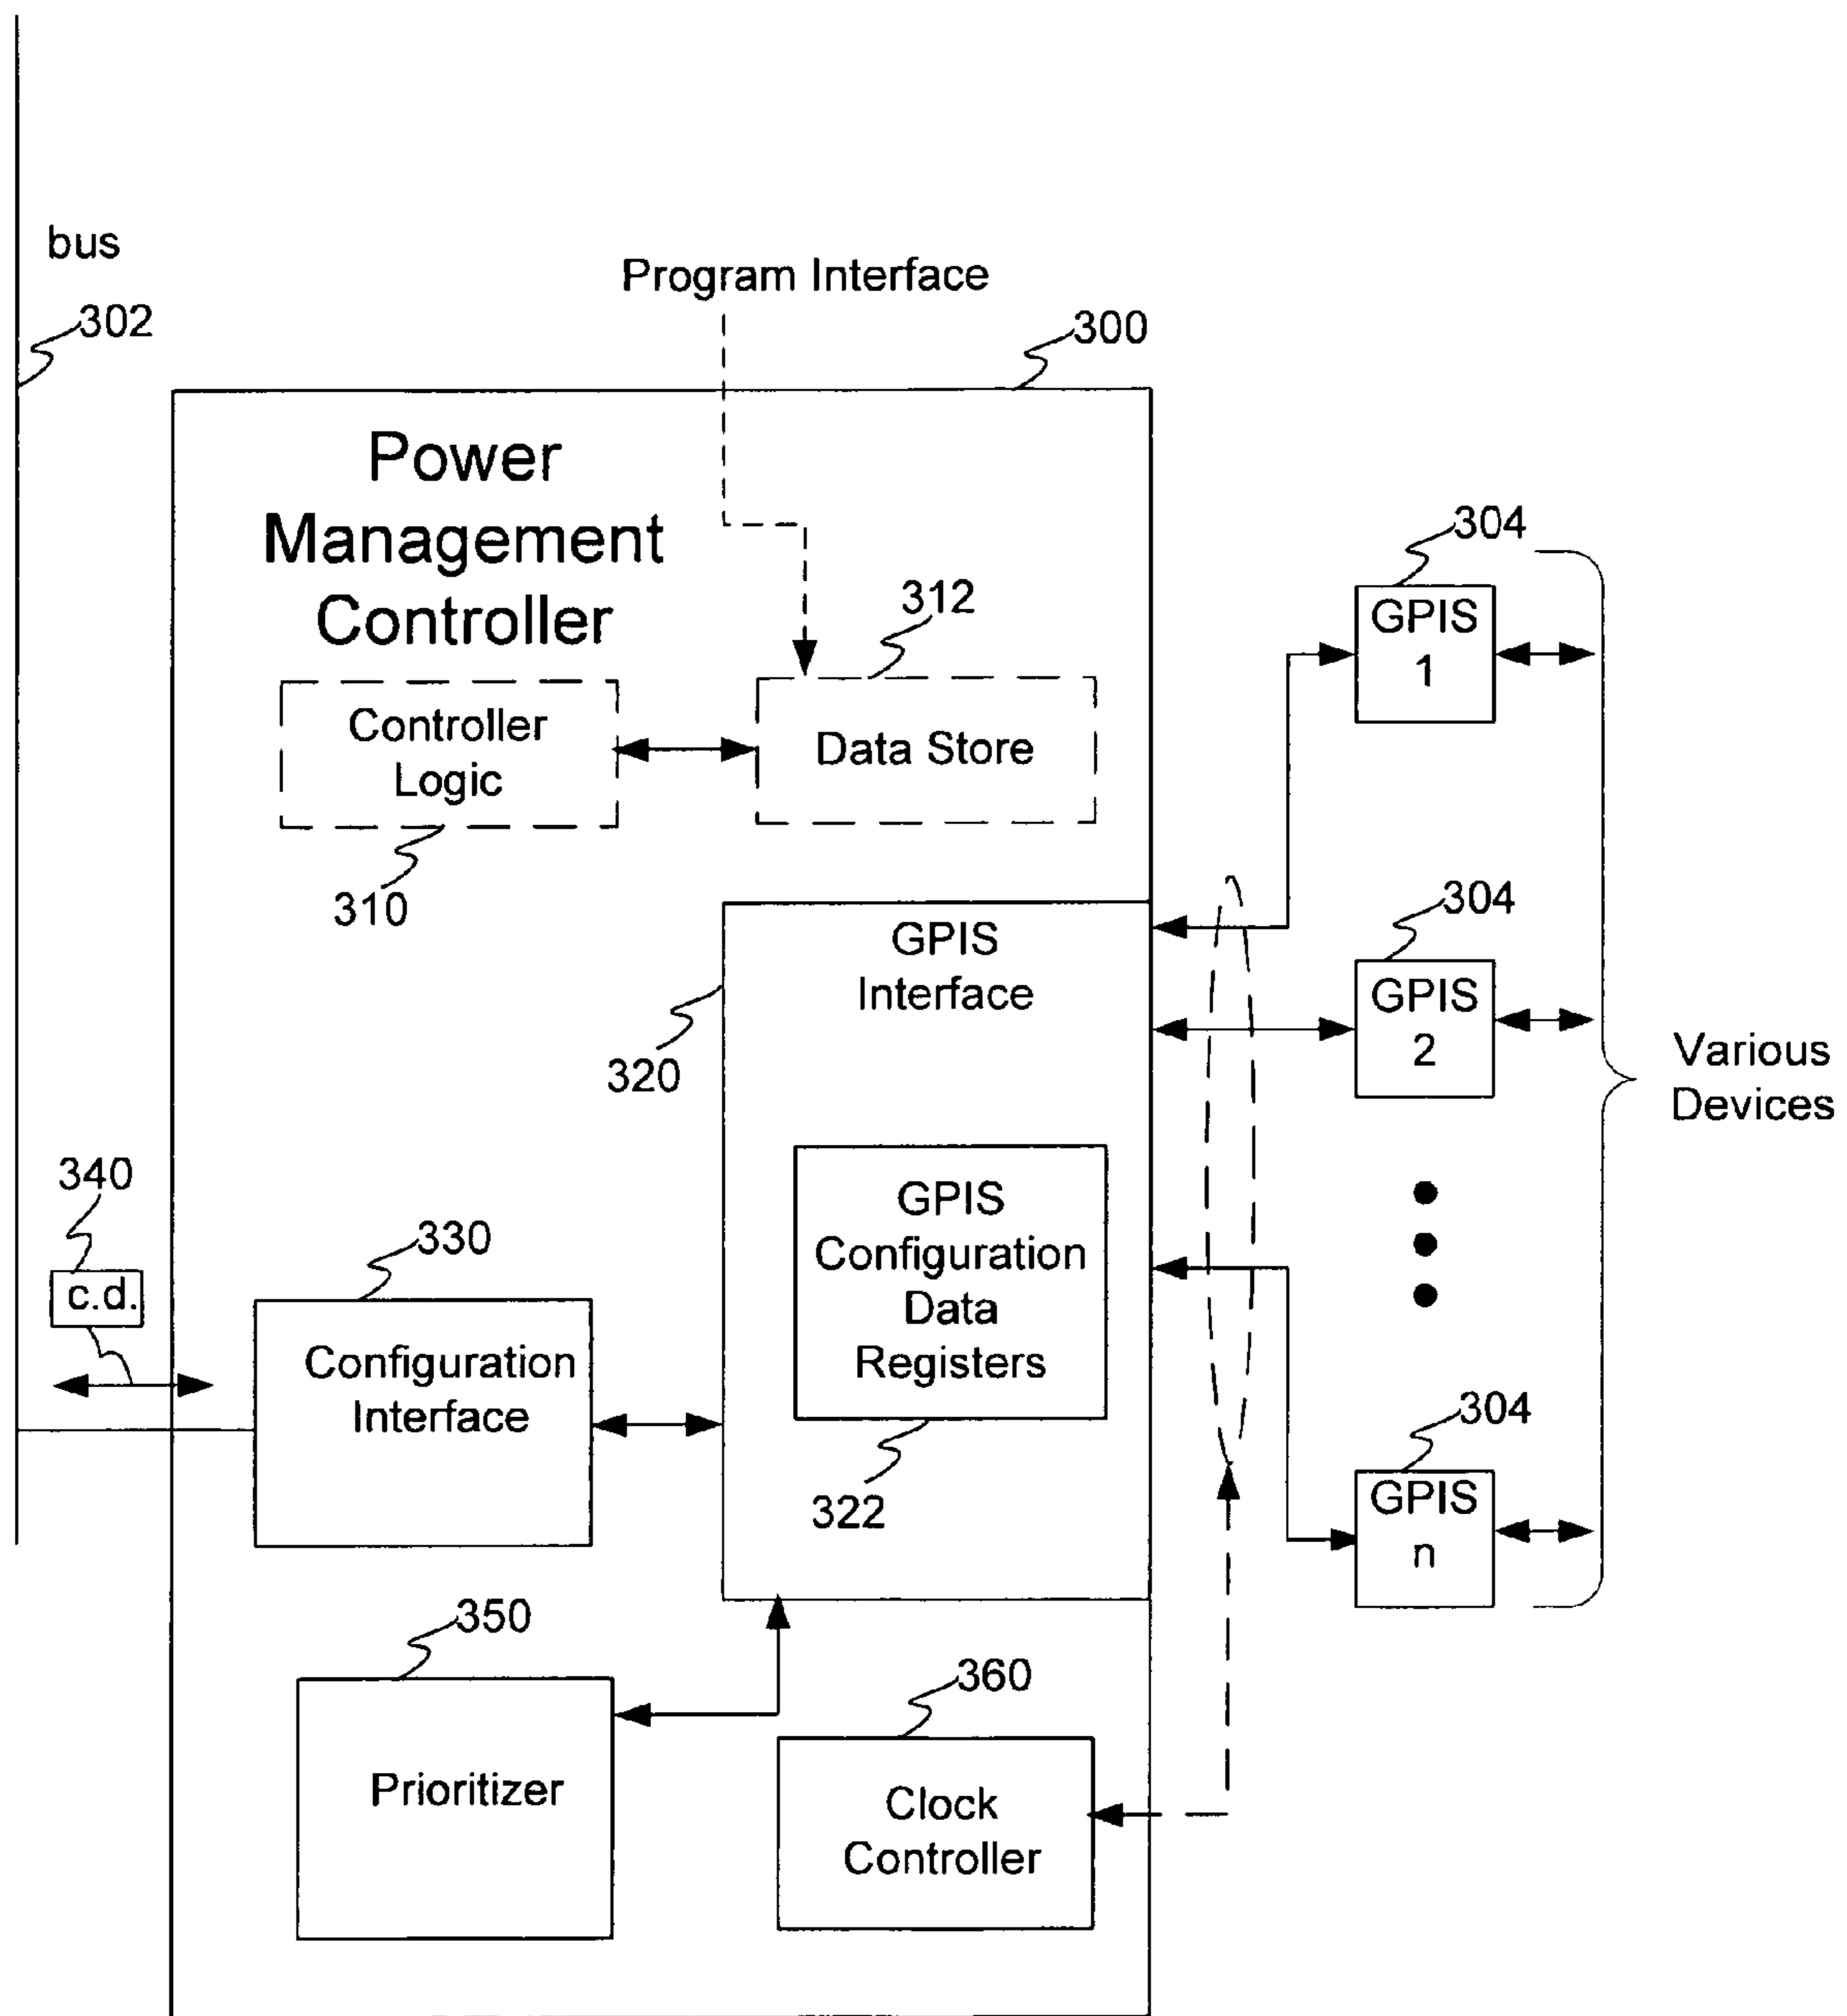 bus
302
Program Interface
300
Power
Management
Controller
304
GPIS
1
312
Controller
Logic
Data Store
310
304
GPIS
Interface
GPIS
2
320
Various
Devices
340
c.d.
330
GPIS
Configuration
Data
Registers
Configuration
Interface
304
GPIS
n
322
350
360
Prioritizer
Clock
Controller